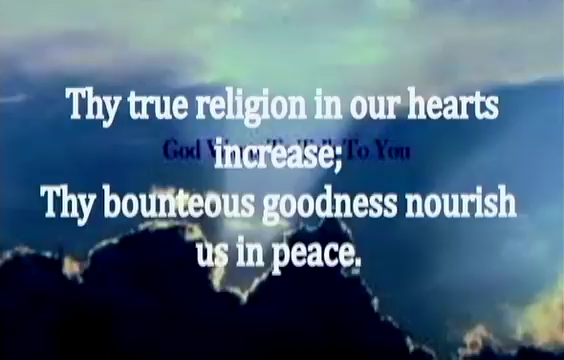 Thy true religion in our hearts
God To You
increase;
Thy bounteous goodness nourish
us in peace.